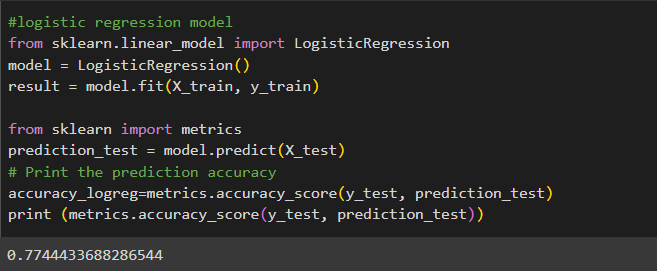 #logistic regression model
from sklearn.linear_model import LogisticRegression
model = LogisticRegression()
result = model.fit(X_train, y_train)
from sklearn import metrics
prediction_test = model.predict(X_test)
# Print the prediction accuracy
accuracy_logreg=metrics.accuracy_score(y_test, prediction_test)
print (metrics.accuracy_score(y_test, prediction_test))
0.7744433688286544